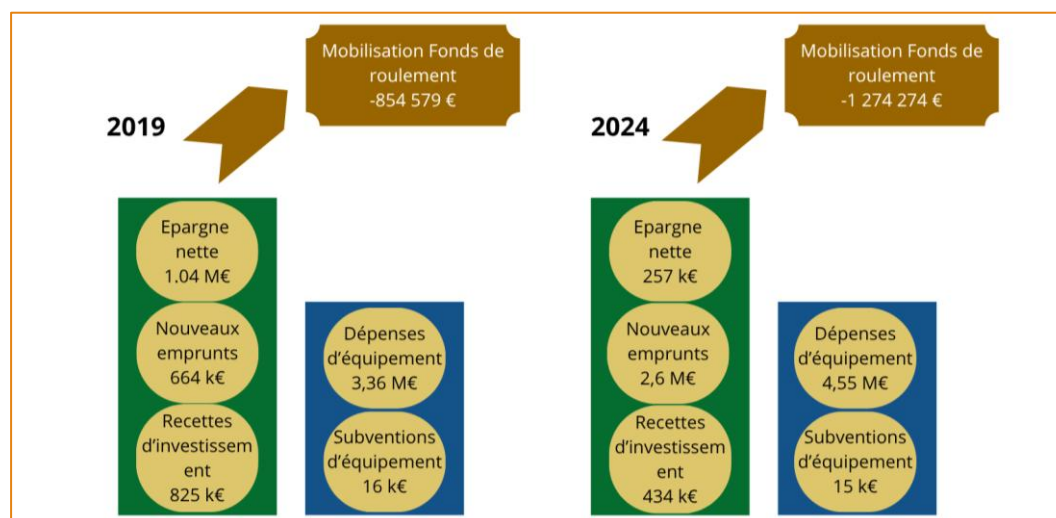 Mobilisation Fonds de
roulement
-854 579 €
2019
Epargne
nette
1.04 M€
Nouveaux
emprunts
664 k€
Recettes
d’investissem
ent
825 k€
Dépenses
d’équipement
3,36 M€
Subventions
d’équipement
16 k€
Mobilisation Fonds de
roulement
-1 274 274 €
2024
Epargne
nette
257 k€
Nouveaux
emprunts
2,6 M€
Recettes
d’investissem
ent
434 k€
Dépenses
d’équipement
4,55 M€
Subventions
d’équipement
15 k€